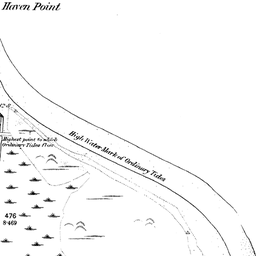 Haven Point
High Water Mark of Ordinary Tides
Highest point to which
Ordinary Tides Flow
476
8·469